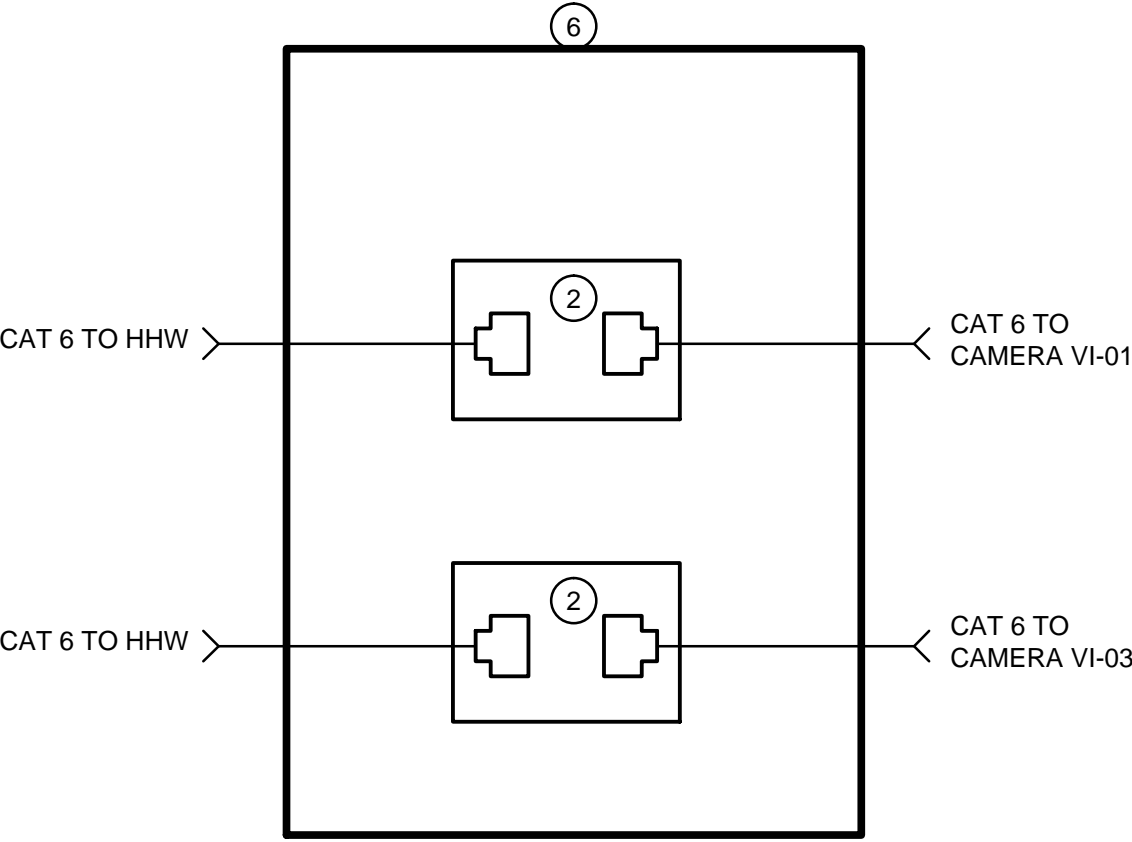 6
2
CAT 6 TO HHW
CAT 6 TO
CAMERA VI-01
2
CAT 6 TO HHW
CAT 6 TO
CAMERA VI-03